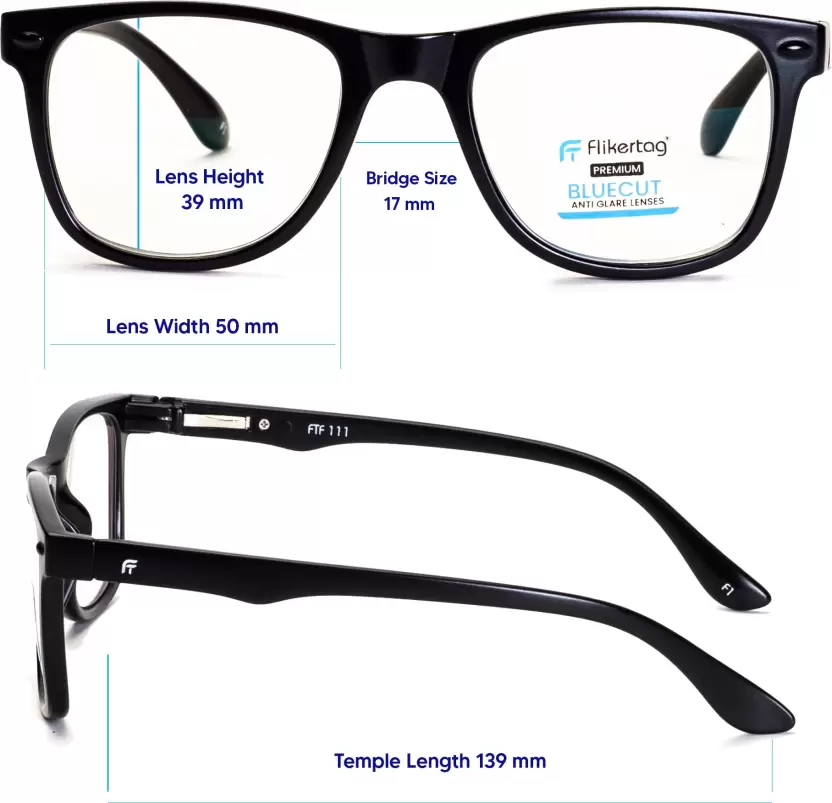 Lens Height
39 mm
Bridge Size
17 mm
Flikertag
PREMIUM
BLUECUT
ANTI GLARE LENSES
Lens Width 50 mm
FTF 111
FT
Temple Length 139 mm